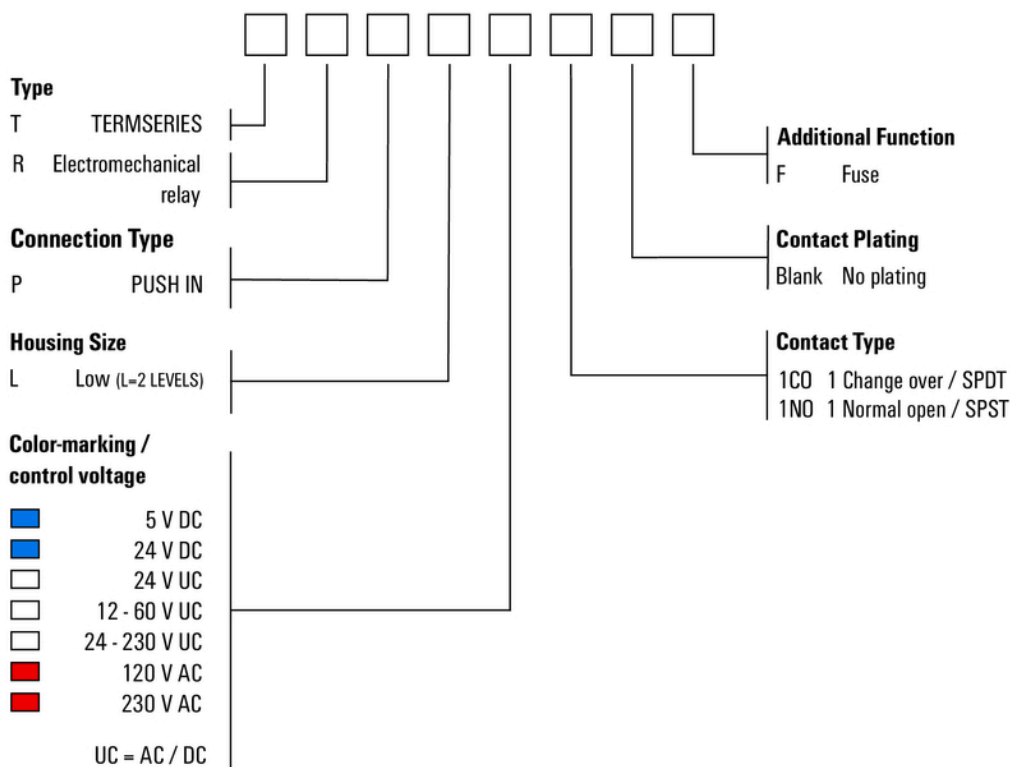 Type
T TERMSERIES
R Electromechanical
relay
Connection Type
P PUSH IN
Housing Size
L Low (L=2 LEVELS)
Color-marking /
control voltage
5 V DC
24 V DC
24 V UC
12 - 60 V UC
24 - 230 V UC
120 V AC
230 V AC
UC = AC / DC
Additional Function
F Fuse
Contact Plating
Blank No plating
Contact Type
1CO 1 Change over / SPDT
1NO 1 Normal open / SPST